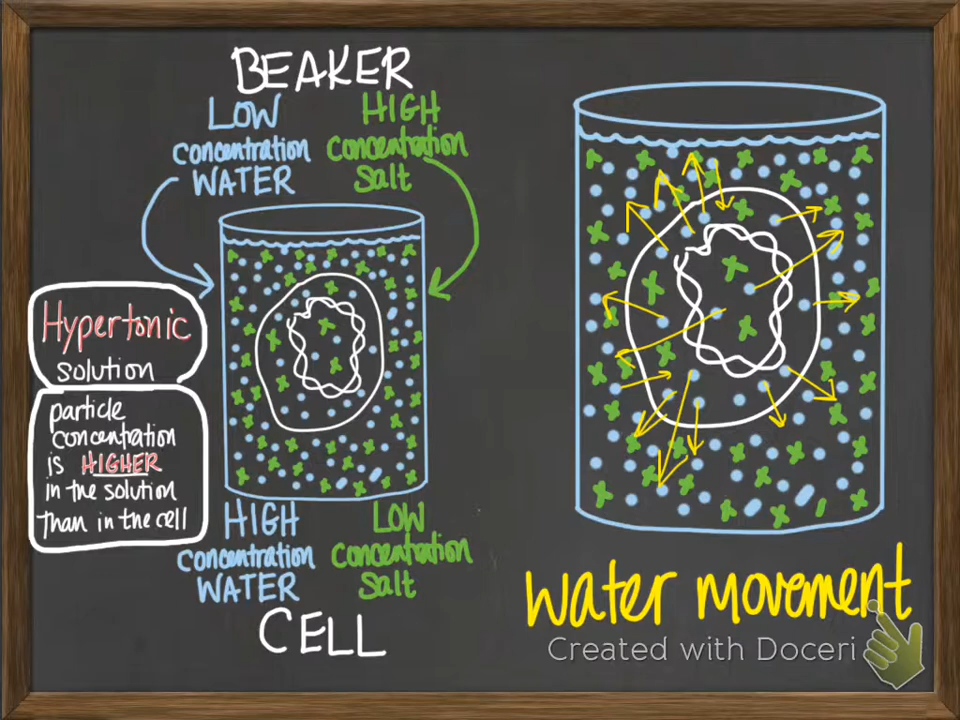 BEAKER
LOW
concentration
WATER
HIGH
concentration
Salt
Hypertonic
solution
particle
concentration
is HIGHER
in the solution
than in the cell
HIGH
concentration
WATER
LOW
concentration
Salt
CELL
water movement
Created with Doceri